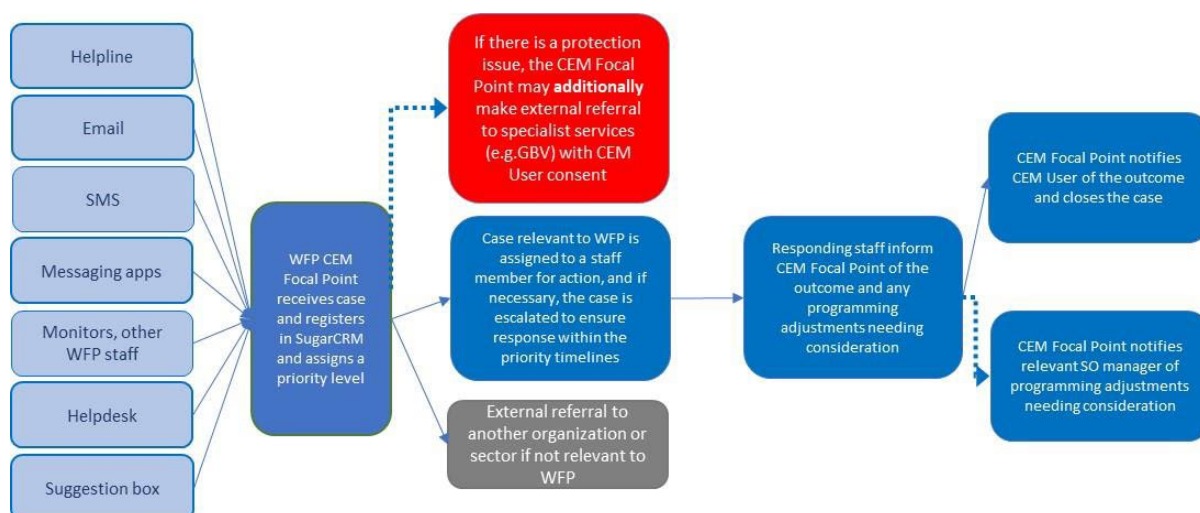 Helpline
Email
SMS
Messaging apps
Monitors, other
WFP staff
Helpdesk
Suggestion box
WFP CEM
Focal Point
receives case
and registers
in SugarCRM
and assigns a
priority level
If there is a protection
issue, the CEM Focal
Point may additionally
make external referral
to specialist services
(e.g.GBV) with CEM
User consent
Case relevant to WFP is
assigned to a staff
member for action, and if
necessary, the case is
escalated to ensure
response within the
priority timelines
External referral to
another organization or
sector if not relevant to
WFP
Responding staff inform
CEM Focal Point of the
outcome and any
programming
adjustments needing
consideration
CEM Focal Point notifies
CEM User of the outcome
and closes the case
CEM Focal Point notifies
relevant SO manager of
programming adjustments
needing consideration